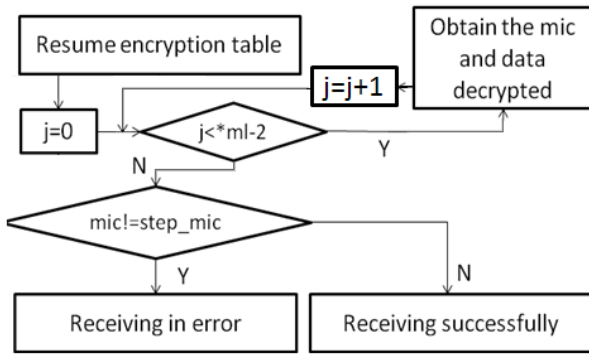 Resume encryption table
Obtain the mic
and data
decrypted
j=j+1
j=0
j<*ml-2
Y
N
mic!=step_mic
Y
N
Receiving in error
Receiving successfully